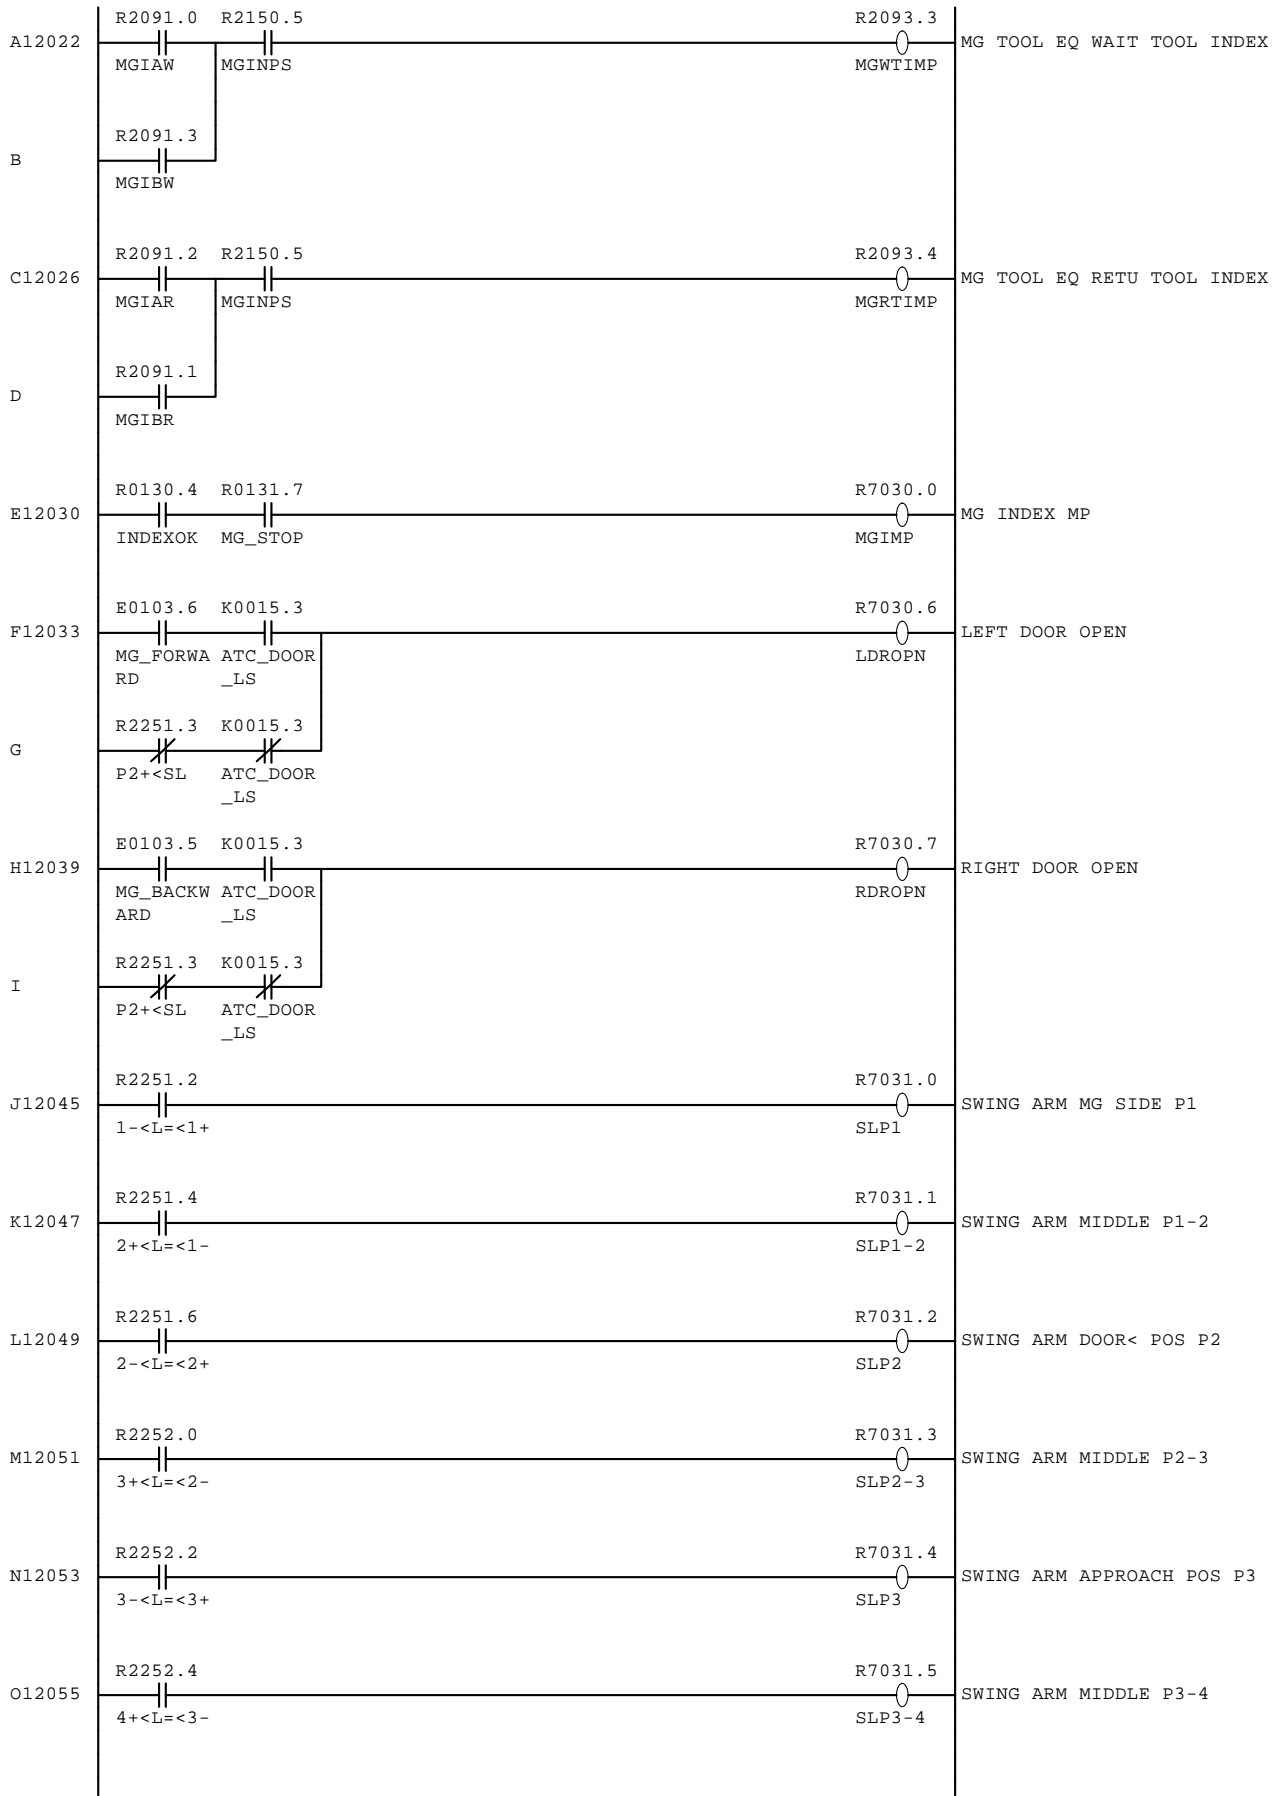 R2091.0 R2150.5 R2093.3
A12022 MG TOOL EQ WAIT TOOL INDEX
MGIAW MGINPS MGWTIMP
R2091.3
B
MGIBW
R2091.2 R2150.5 R2093.4
C12026 MG TOOL EQ RETU TOOL INDEX
MGIAR MGINPS MGRTIMP
R2091.1
D
MGIBR
R0130.4 R0131.7 R7030.0
E12030 MG INDEX MP
INDEXOK MG_STOP MGIMP
E0103.6 K0015.3 R7030.6
F12033 LEFT DOOR OPEN
MG_FORWA ATC_DOOR LDROPN
RD _LS
R2251.3 K0015.3
G
P2+<SL ATC_DOOR
_LS
E0103.5 K0015.3 R7030.7
H12039 RIGHT DOOR OPEN
MG_BACKW ATC_DOOR RDROPN
ARD _LS
R2251.3 K0015.3
I
P2+<SL ATC_DOOR
_LS
R2251.2 R7031.0
J12045 SWING ARM MG SIDE P1
1-<L=<1+ SLP1
R2251.4 R7031.1
K12047 SWING ARM MIDDLE P1-2
2+<L=<1- SLP1-2
R2251.6 R7031.2
L12049 SWING ARM DOOR< POS P2
2-<L=<2+ SLP2
R2252.0 R7031.3
M12051 SWING ARM MIDDLE P2-3
3+<L=<2- SLP2-3
R2252.2 R7031.4
N12053 SWING ARM APPROACH POS P3
3-<L=<3+ SLP3
R2252.4 R7031.5
O12055 SWING ARM MIDDLE P3-4
4+<L=<3- SLP3-4